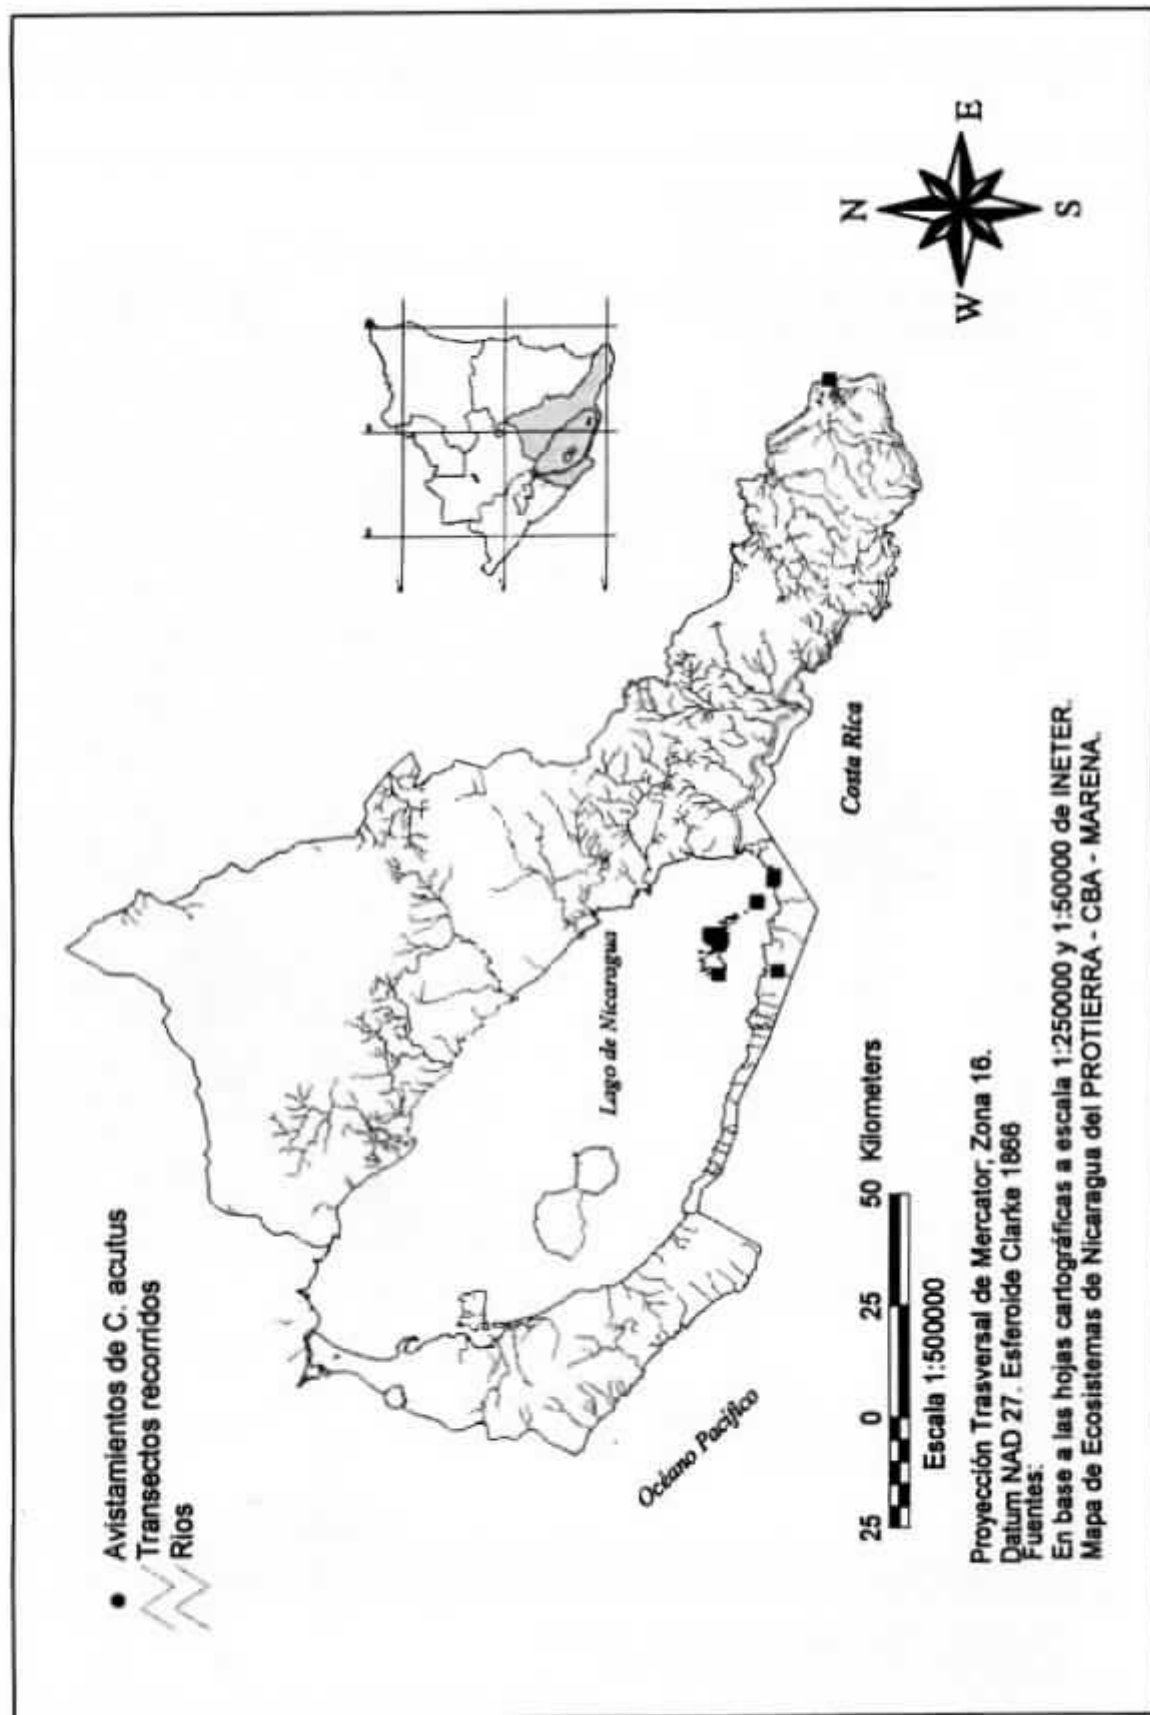 Avistamientos de C. acutus
Transectos recorridos
Rios
N
W
E
S
Lago de Nicaragua
Costa Rica
Océano Pacífico
25 0 25 50 Kilometers
Escala 1:500000
Proyección Trasversal de Mercator; Zona 16.
Datum NAD 27. Esferoide Clarke 1866
Fuentes:
En base a las hojas cartográficas a escala 1:250000 y 1:50000 de INETER.
Mapa de Ecosistemas de Nicaragua del PROTIERRA - CBA - MARENA.